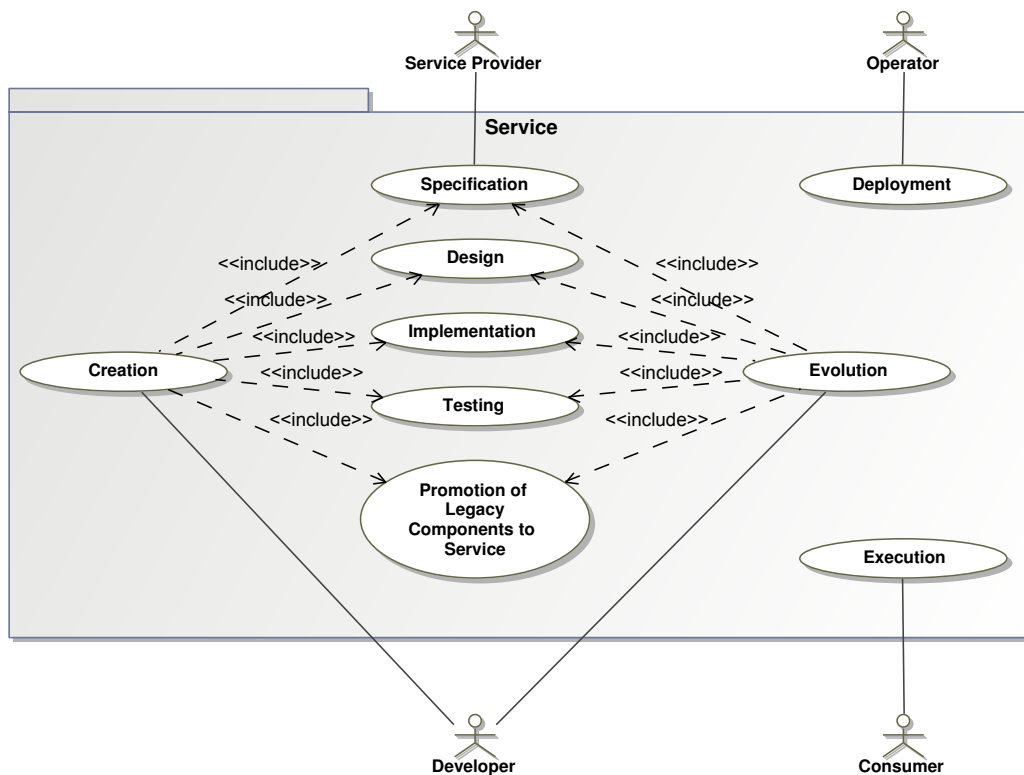 Service Provider
Operator
Service
Specification
Deployment
Design
<<include>>
<<include>>
<<include>>
<<include>>
Implementation
<<include>>
<<include>>
Creation
Evolution
<<include>>
<<include>>
Testing
<<include>>
<<include>>
Promotion of
Legacy
Components to
Service
Execution
Developer
Consumer